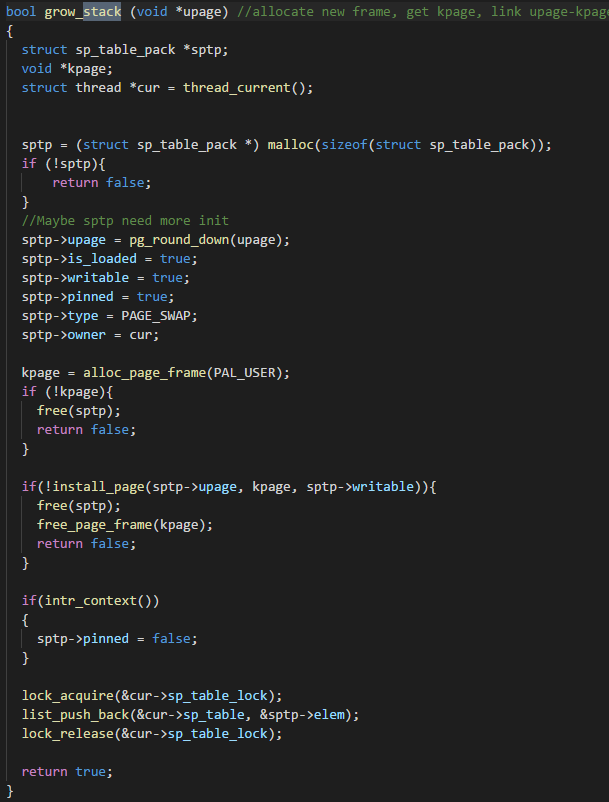 bool grow_stack (void *upage) //allocate new frame, get kpage, link upage-kpage
{
  struct sp_table_pack *sptp;
  void *kpage;
  struct thread *cur = thread_current();


  sptp = (struct sp_table_pack *) malloc(sizeof(struct sp_table_pack));
  if (!sptp){
      return false;
  }
  //Maybe sptp need more init
  sptp->upage = pg_round_down(upage);
  sptp->is_loaded = true;
  sptp->writable = true;
  sptp->pinned = true;
  sptp->type = PAGE_SWAP;
  sptp->owner = cur;

  kpage = alloc_page_frame(PAL_USER);
  if (!kpage){
    free(sptp);
    return false;
  }

  if(!install_page(sptp->upage, kpage, sptp->writable)){
    free(sptp);
    free_page_frame(kpage);
    return false;
  }

  if(intr_context())
  {
    sptp->pinned = false;
  }

  lock_acquire(&cur->sp_table_lock);
  list_push_back(&cur->sp_table, &sptp->elem);
  lock_release(&cur->sp_table_lock);

  return true;
}